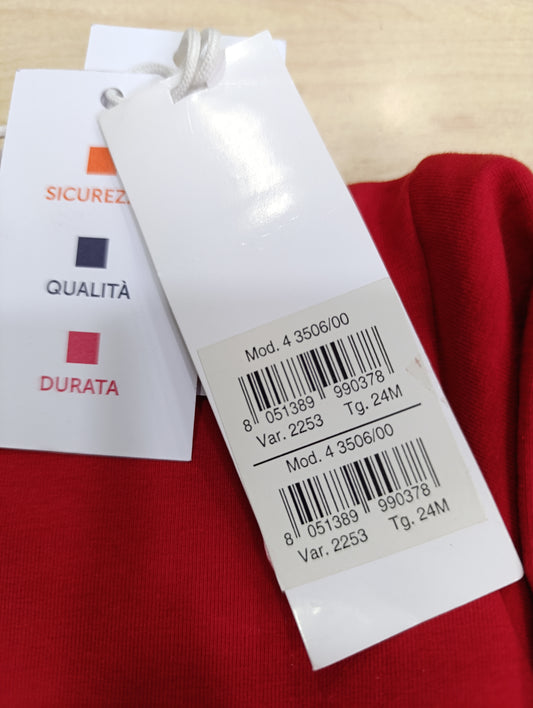 SICUREZ
QUALITÀ
DURATA
Mod. 4 3506/00
8 051389 990378
Var. 2253 Tg. 24M
Mod. 4 3506/00
8 051389 990378
Var. 2253 Tg. 24M